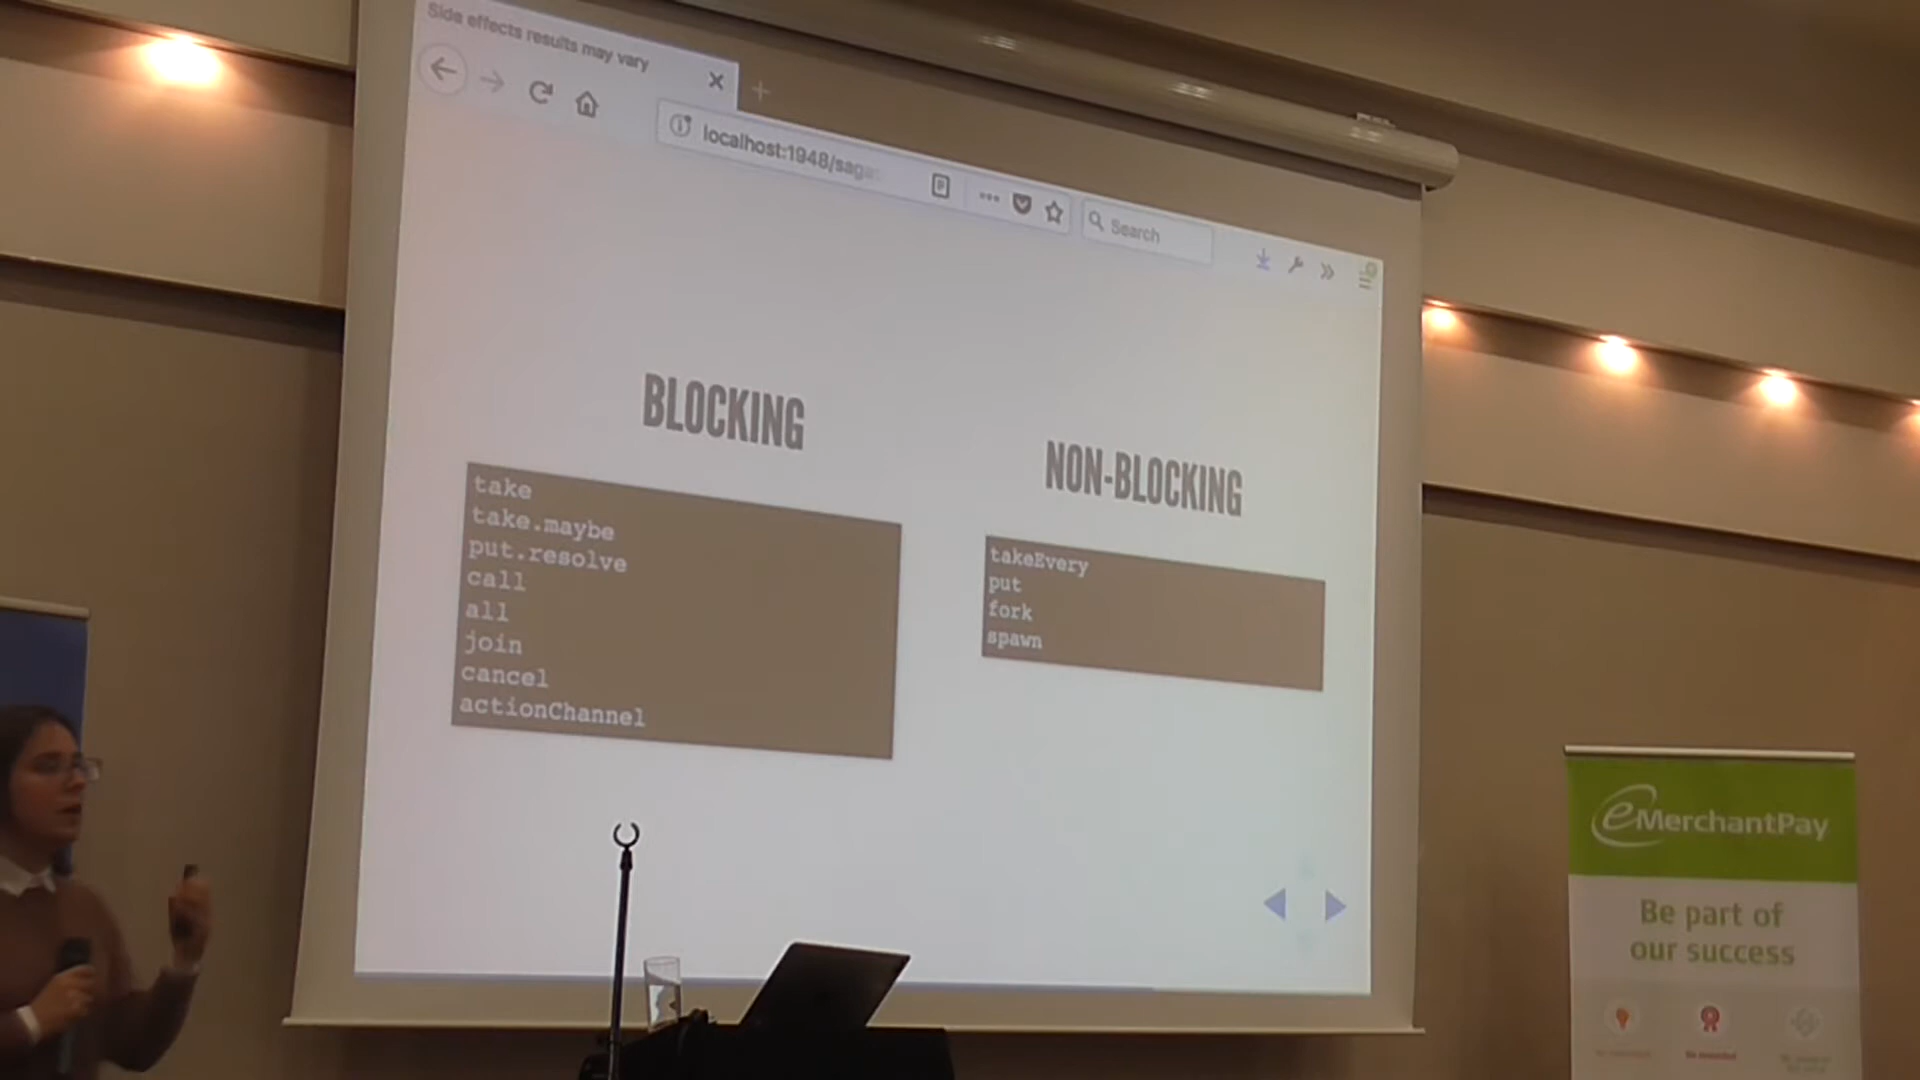 Side effects results may vary
localhost:1948/saga
Search
BLOCKING
take
take.maybe
put.resolve
call
all
join
cancel
actionChannel
NON-BLOCKING
takeEvery
put
fork
spawn
eMerchantPay
Be part of
our success